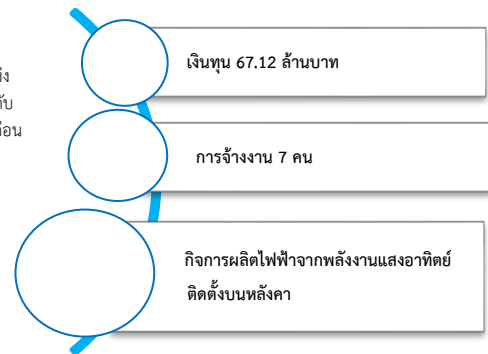 เงินทุน 67.12 ล้านบาท
การจ้างงาน 7 คน
กิจการผลิตไฟฟ้าจากพลังงานแสงอาทิตย์
ติดตั้งบนหลังคา